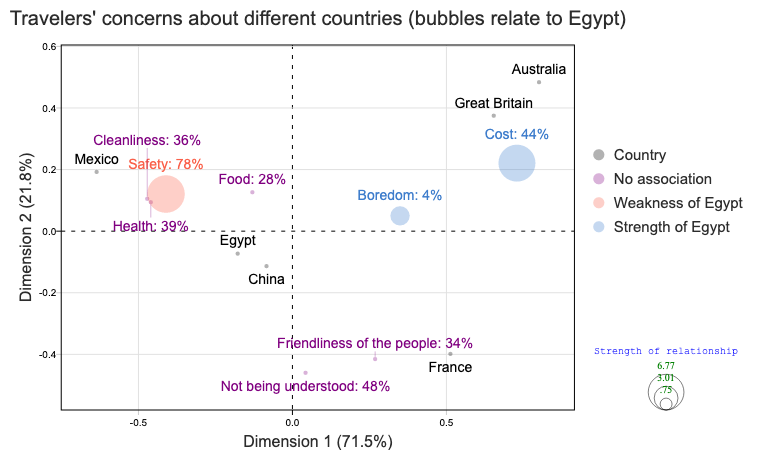 Travelers' concerns about different countries (bubbles relate to Egypt)
0.6
Australia
Great Britain
0.4
Cost: 44%
Cleanliness: 36%
Mexico
Safety: 78%
0.2
Food: 28%
Boredom: 4%
Health: 39%
0.0
Egypt
China
-0.2
Friendliness of the people: 34%
-0.4
France
Not being understood: 48%
-0.5
0.0
0.5
Dimension 1 (71.5%)
Dimension 2 (21.8%)
Country
No association
Weakness of Egypt
Strength of Egypt
Strength of relationship
6.77
3.01
.75